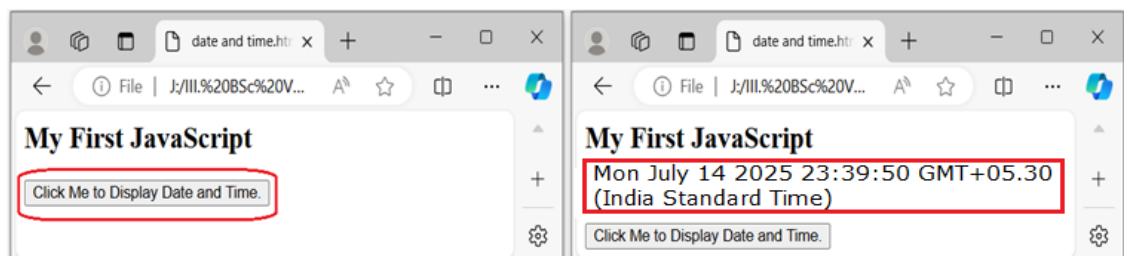 date and time.ht
File | J:/III.%20BSc%20V...
My First JavaScript
Click Me to Display Date and Time.
date and time.ht
File | J:/III.%20BSc%20V...
My First JavaScript
Mon July 14 2025 23:39:50 GMT+05.30
(India Standard Time)
Click Me to Display Date and Time.